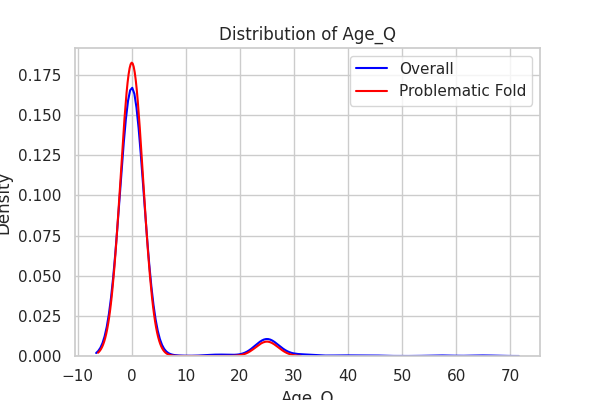 Distribution of Age_Q
Overall
Problematic Fold
Density
0.175
0.150
0.125
0.100
0.075
0.050
0.025
0.000
−10 0 10 20 30 40 50 60 70
Age_Q